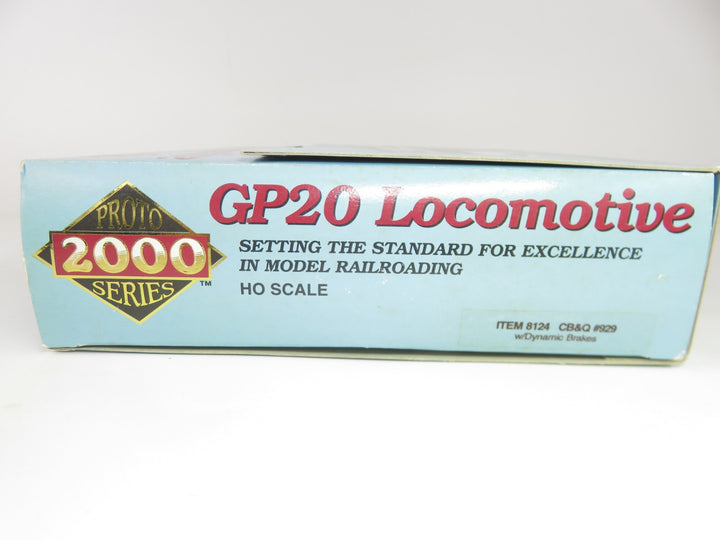 PROTO
2000
SERIES
™
GP20 Locomotive
SETTING THE STANDARD FOR EXCELLENCE
IN MODEL RAILROADING
HO SCALE
ITEM 8124 CB&Q #929
w/Dynamic Brakes